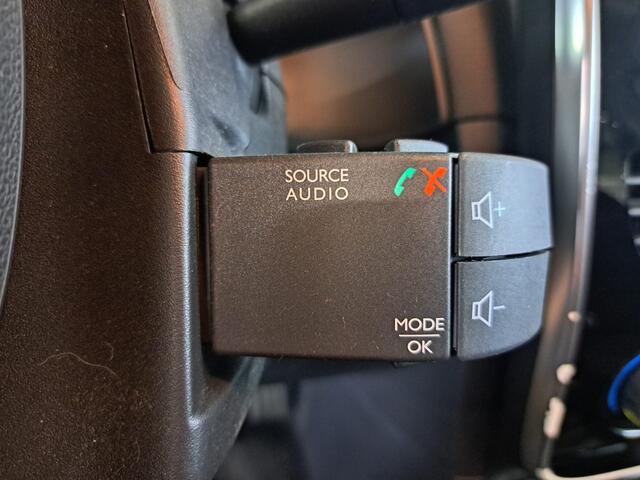 SOURCE
AUDIO
+
-
MODE
OK